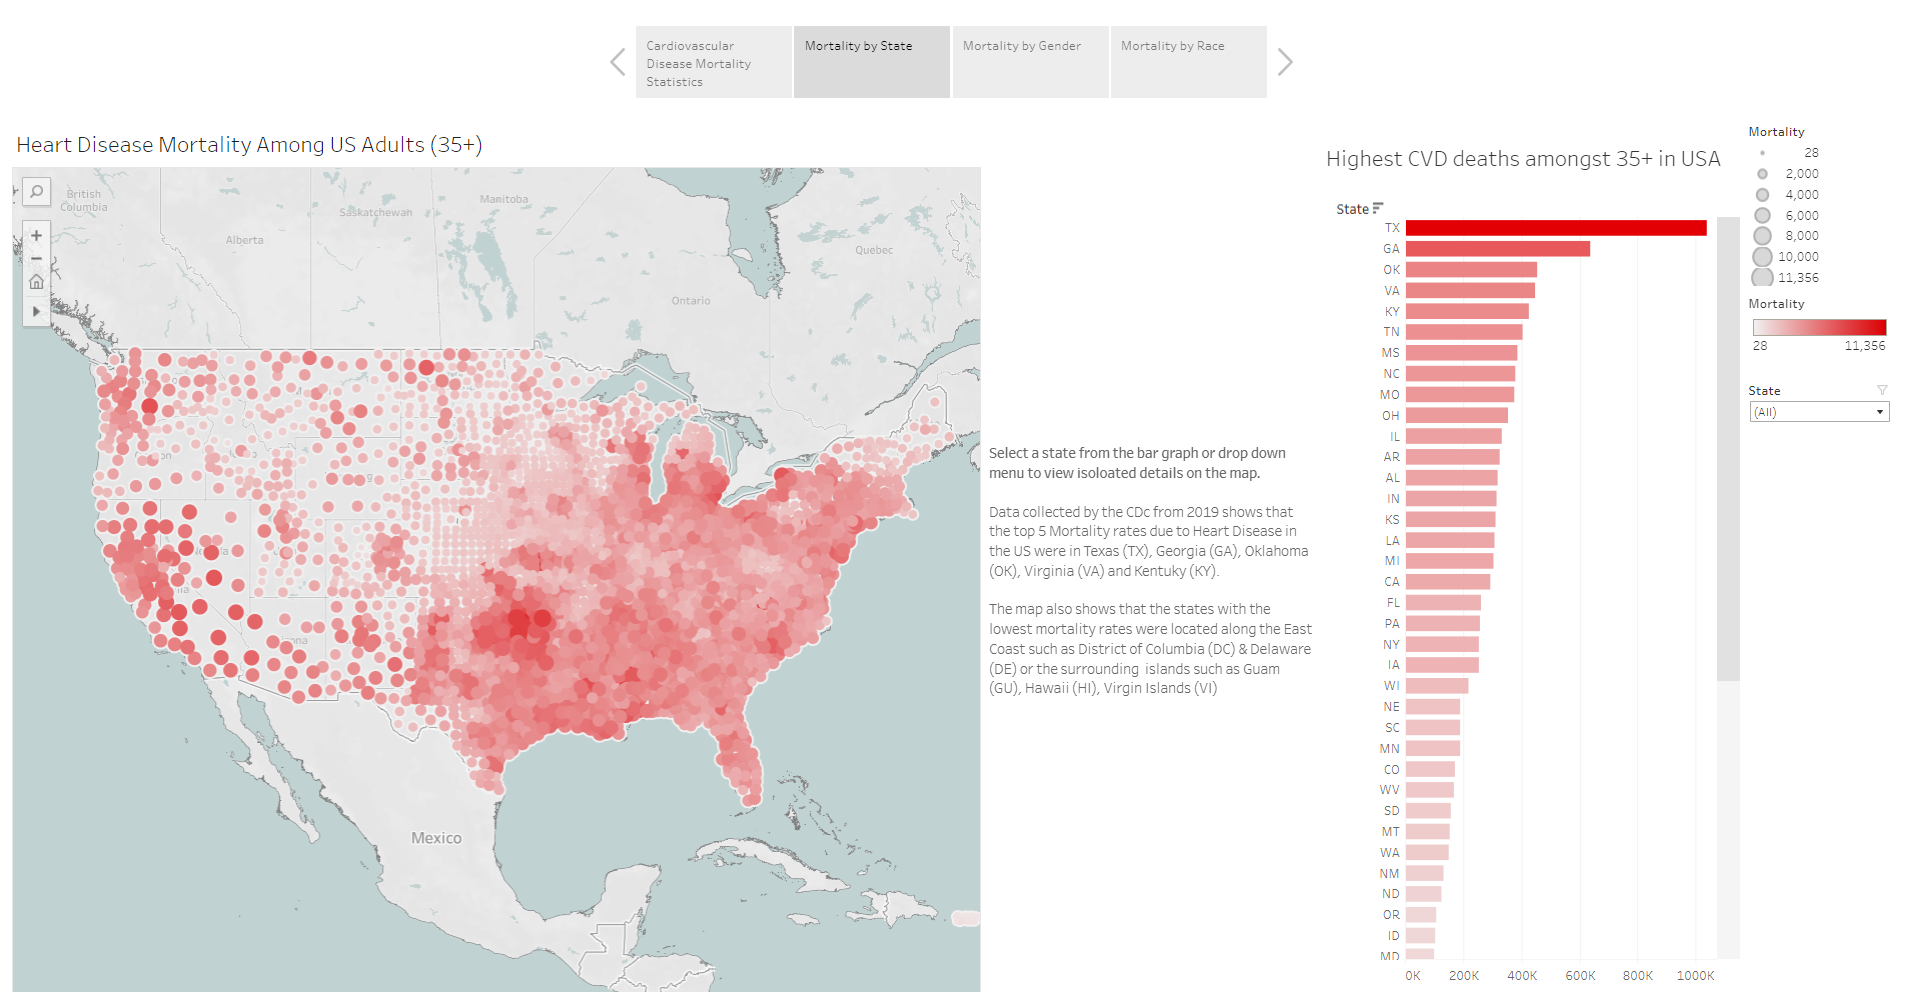 Cardiovascular
Disease Mortality
Statistics
Mortality by State
Mortality by Gender
Mortality by Race
Heart Disease Mortality Among US Adults (35+)
British
Columbia
Alberta
Saskatchewan
Manitoba
Ontario
Quebec
Mexico
Select a state from the bar graph or drop down
menu to view isoloated details on the map.
Data collected by the CDc from 2019 shows that
the top 5 Mortality rates due to Heart Disease in
the US were in Texas (TX), Georgia (GA), Oklahoma
(OK), Virginia (VA) and Kentuky (KY).
The map also shows that the states with the
lowest mortality rates were located along the East
Coast such as District of Columbia (DC) & Delaware
(DE) or the surrounding islands such as Guam
(GU), Hawaii (HI), Virgin Islands (VI)
Highest CVD deaths amongst 35+ in USA
State
TX
GA
OK
VA
KY
TN
MS
NC
MO
OH
IL
AR
AL
IN
KS
LA
MI
CA
FL
PA
NY
IA
WI
NE
SC
MN
CO
WV
SD
MT
WA
NM
ND
OR
ID
MD
0K 200K 400K 600K 800K 1000K
Mortality
28
2,000
4,000
6,000
8,000
10,000
11,356
Mortality
28 11,356
State
(All)